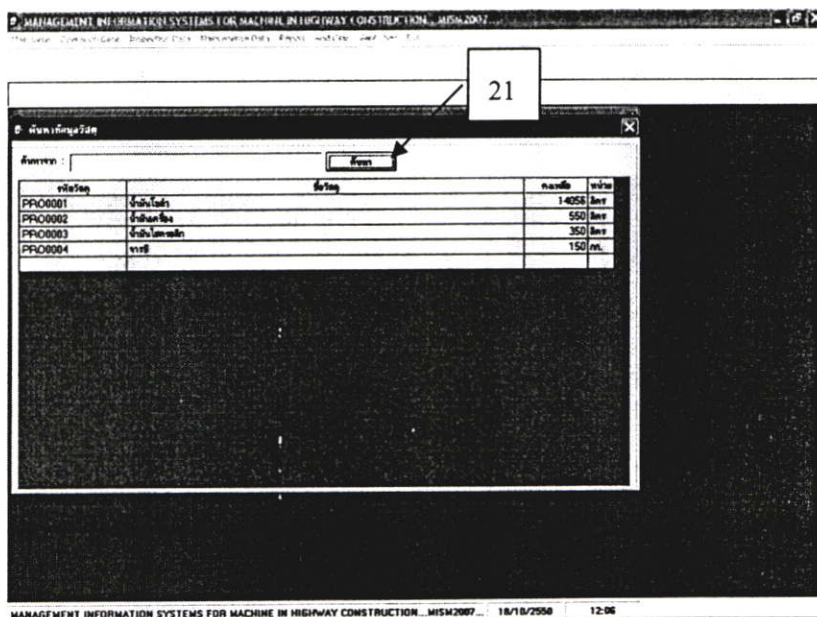 MANAGEMENT INFORMATION SYSTEMS FOR MACHINE IN HIGHWAY CONSTRUCTION...MISM2007...
21
ค้นหาข้อมูลวัสดุ
ค้นหาจาก : ค้นหา
รหัสวัสดุ ชื่อวัสดุ คงเหลือ หน่วย
PRO0001 น้ำมันโซล่า 14056 ลิตร
PRO0002 น้ำมันเครื่อง 550 ลิตร
PRO0003 น้ำมันไฮดรอลิก 350 ลิตร
PRO0004 จารบี 150 กก.
MANAGEMENT INFORMATION SYSTEMS FOR MACHINE IN HIGHWAY CONSTRUCTION...MISM2007... 18/10/2550 12:06